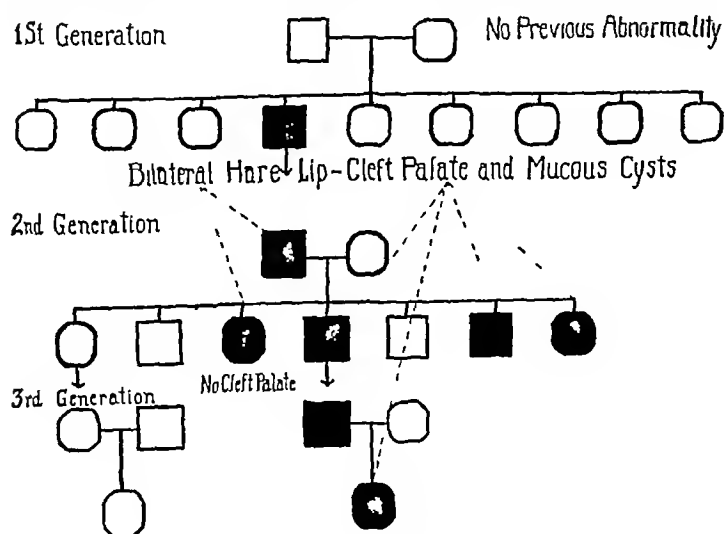 1St Generation
No Previous Abnormality
Bilateral Hare Lip-Cleft Palate and Mucous Cysts
2nd Generation
No Cleft Palate
3rd Generation